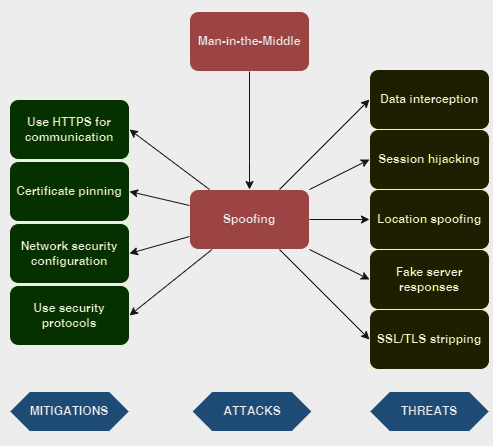 Man-in-the-Middle
Use HTTPS for
communication
Certificate pinning
Network security
configuration
Use security
protocols
Spoofing
Data interception
Session hijacking
Location spoofing
Fake server
responses
SSL/TLS stripping
MITIGATIONS
ATTACKS
THREATS